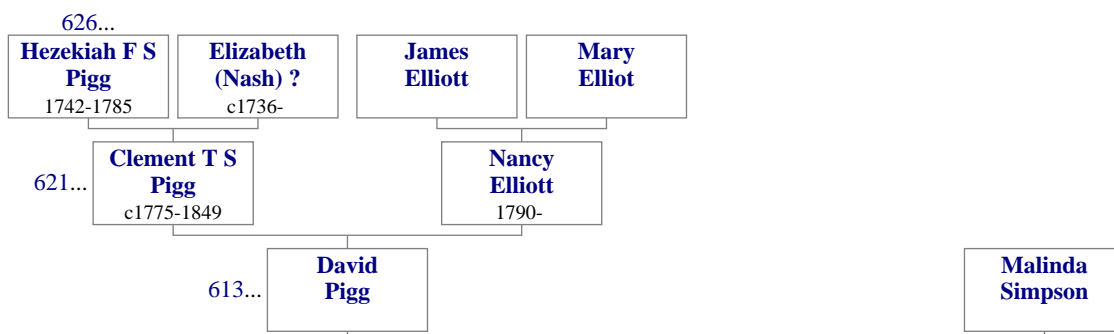 626...
Hezekiah F S
Pigg
1742-1785
Elizabeth
(Nash) ?
c1736-
James
Elliott
Mary
Elliot
621...
Clement T S
Pigg
c1775-1849
Nancy
Elliott
1790-
613...
David
Pigg
Malinda
Simpson